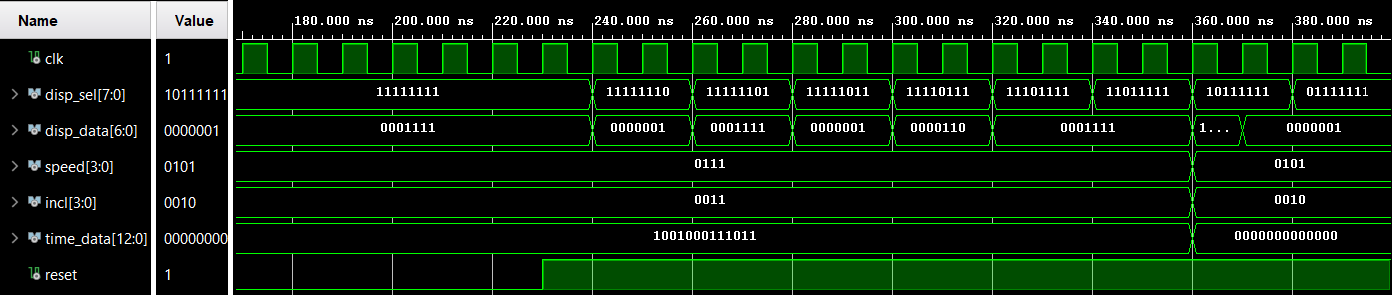 Name Value 180.000 ns 200.000 ns 220.000 ns 240.000 ns 260.000 ns 280.000 ns 300.000 ns 320.000 ns 340.000 ns 360.000 ns 380.000 ns
clk 1
disp_sel[7:0] 10111111 11111111 11111110 11111101 11111011 11110111 11101111 11011111 10111111 01111111
disp_data[6:0] 0000001 0001111 0000001 0001111 0000001 0000110 0001111 1... 0000001
speed[3:0] 0101 0111 0101
incl[3:0] 0010 0011 0010
time_data[12:0] 00000000 1001000111011 0000000000000
reset 1